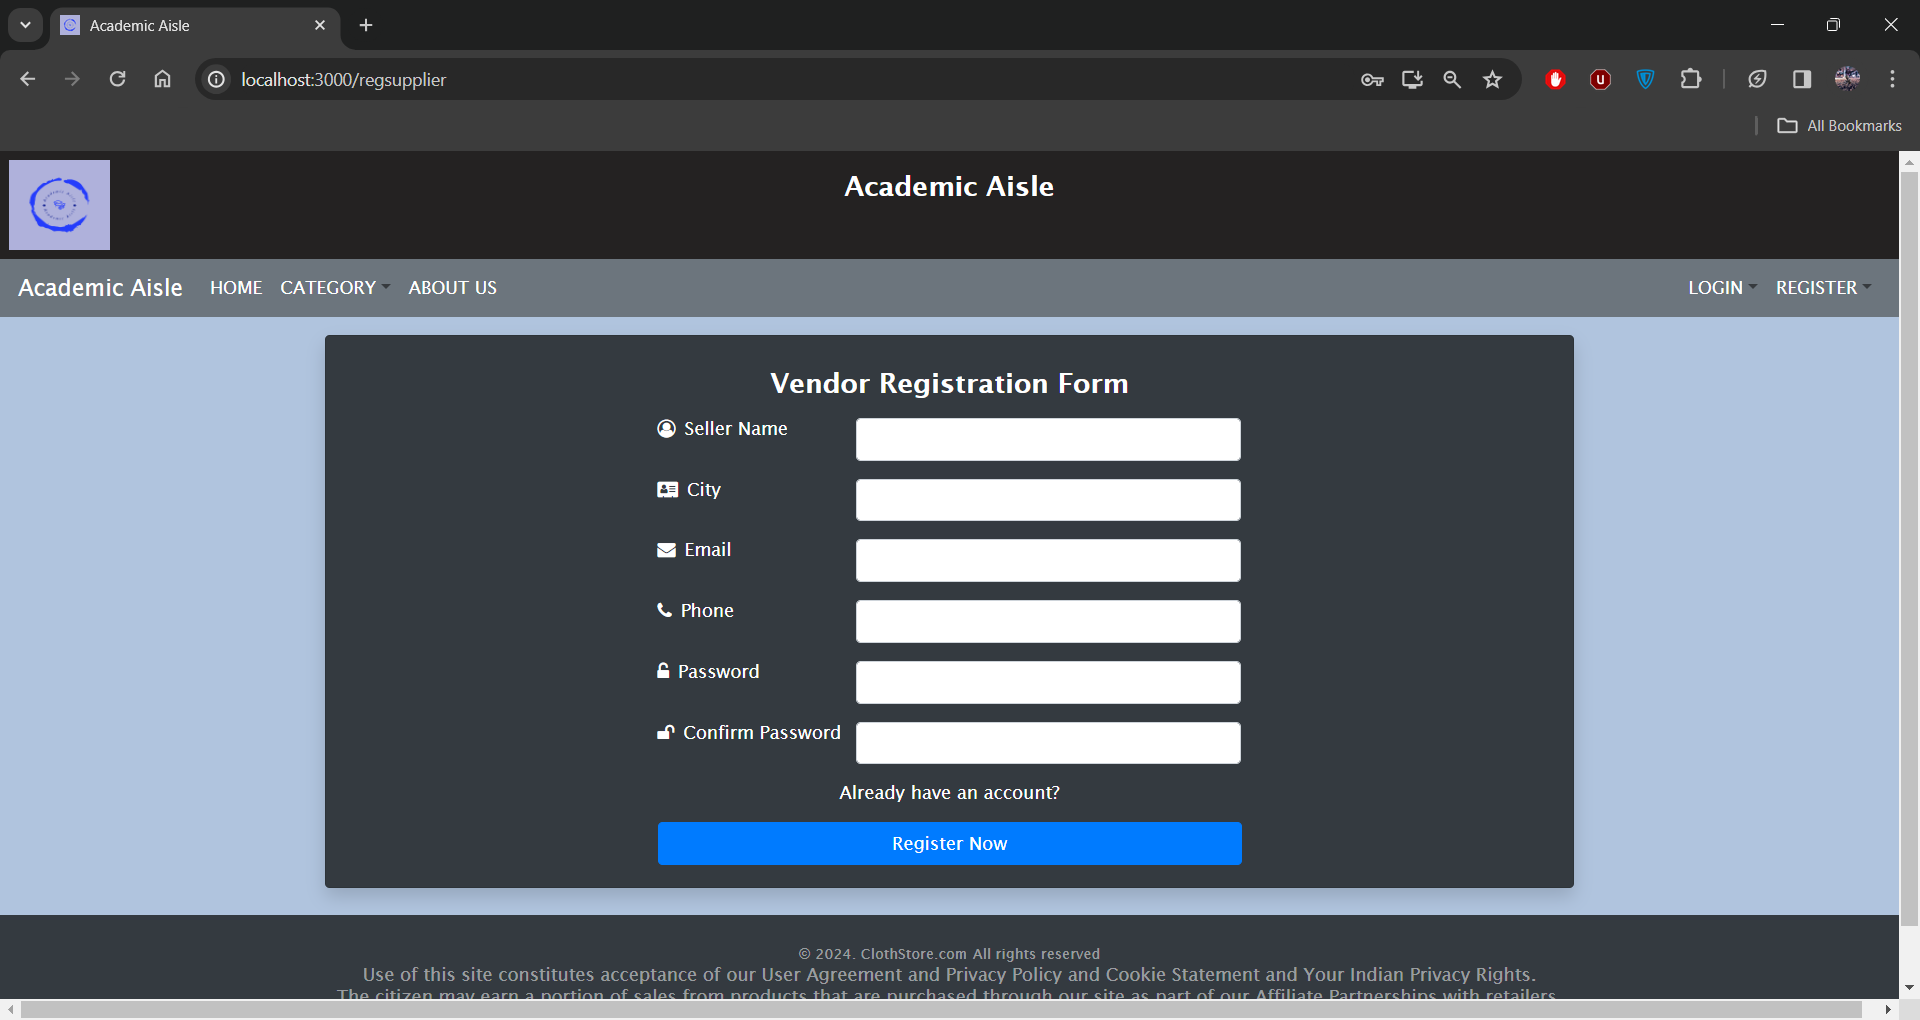 Academic Aisle
localhost:3000/regsupplier
All Bookmarks
Academic Aisle
Academic Aisle HOME CATEGORY ABOUT US LOGIN REGISTER
Vendor Registration Form
Seller Name
City
Email
Phone
Password
Confirm Password
Already have an account?
Register Now
© 2024. ClothStore.com All rights reserved
Use of this site constitutes acceptance of our User Agreement and Privacy Policy and Cookie Statement and Your Indian Privacy Rights.
The citizen may earn a portion of sales from products that are purchased through our site as part of our Affiliate Partnerships with retailers